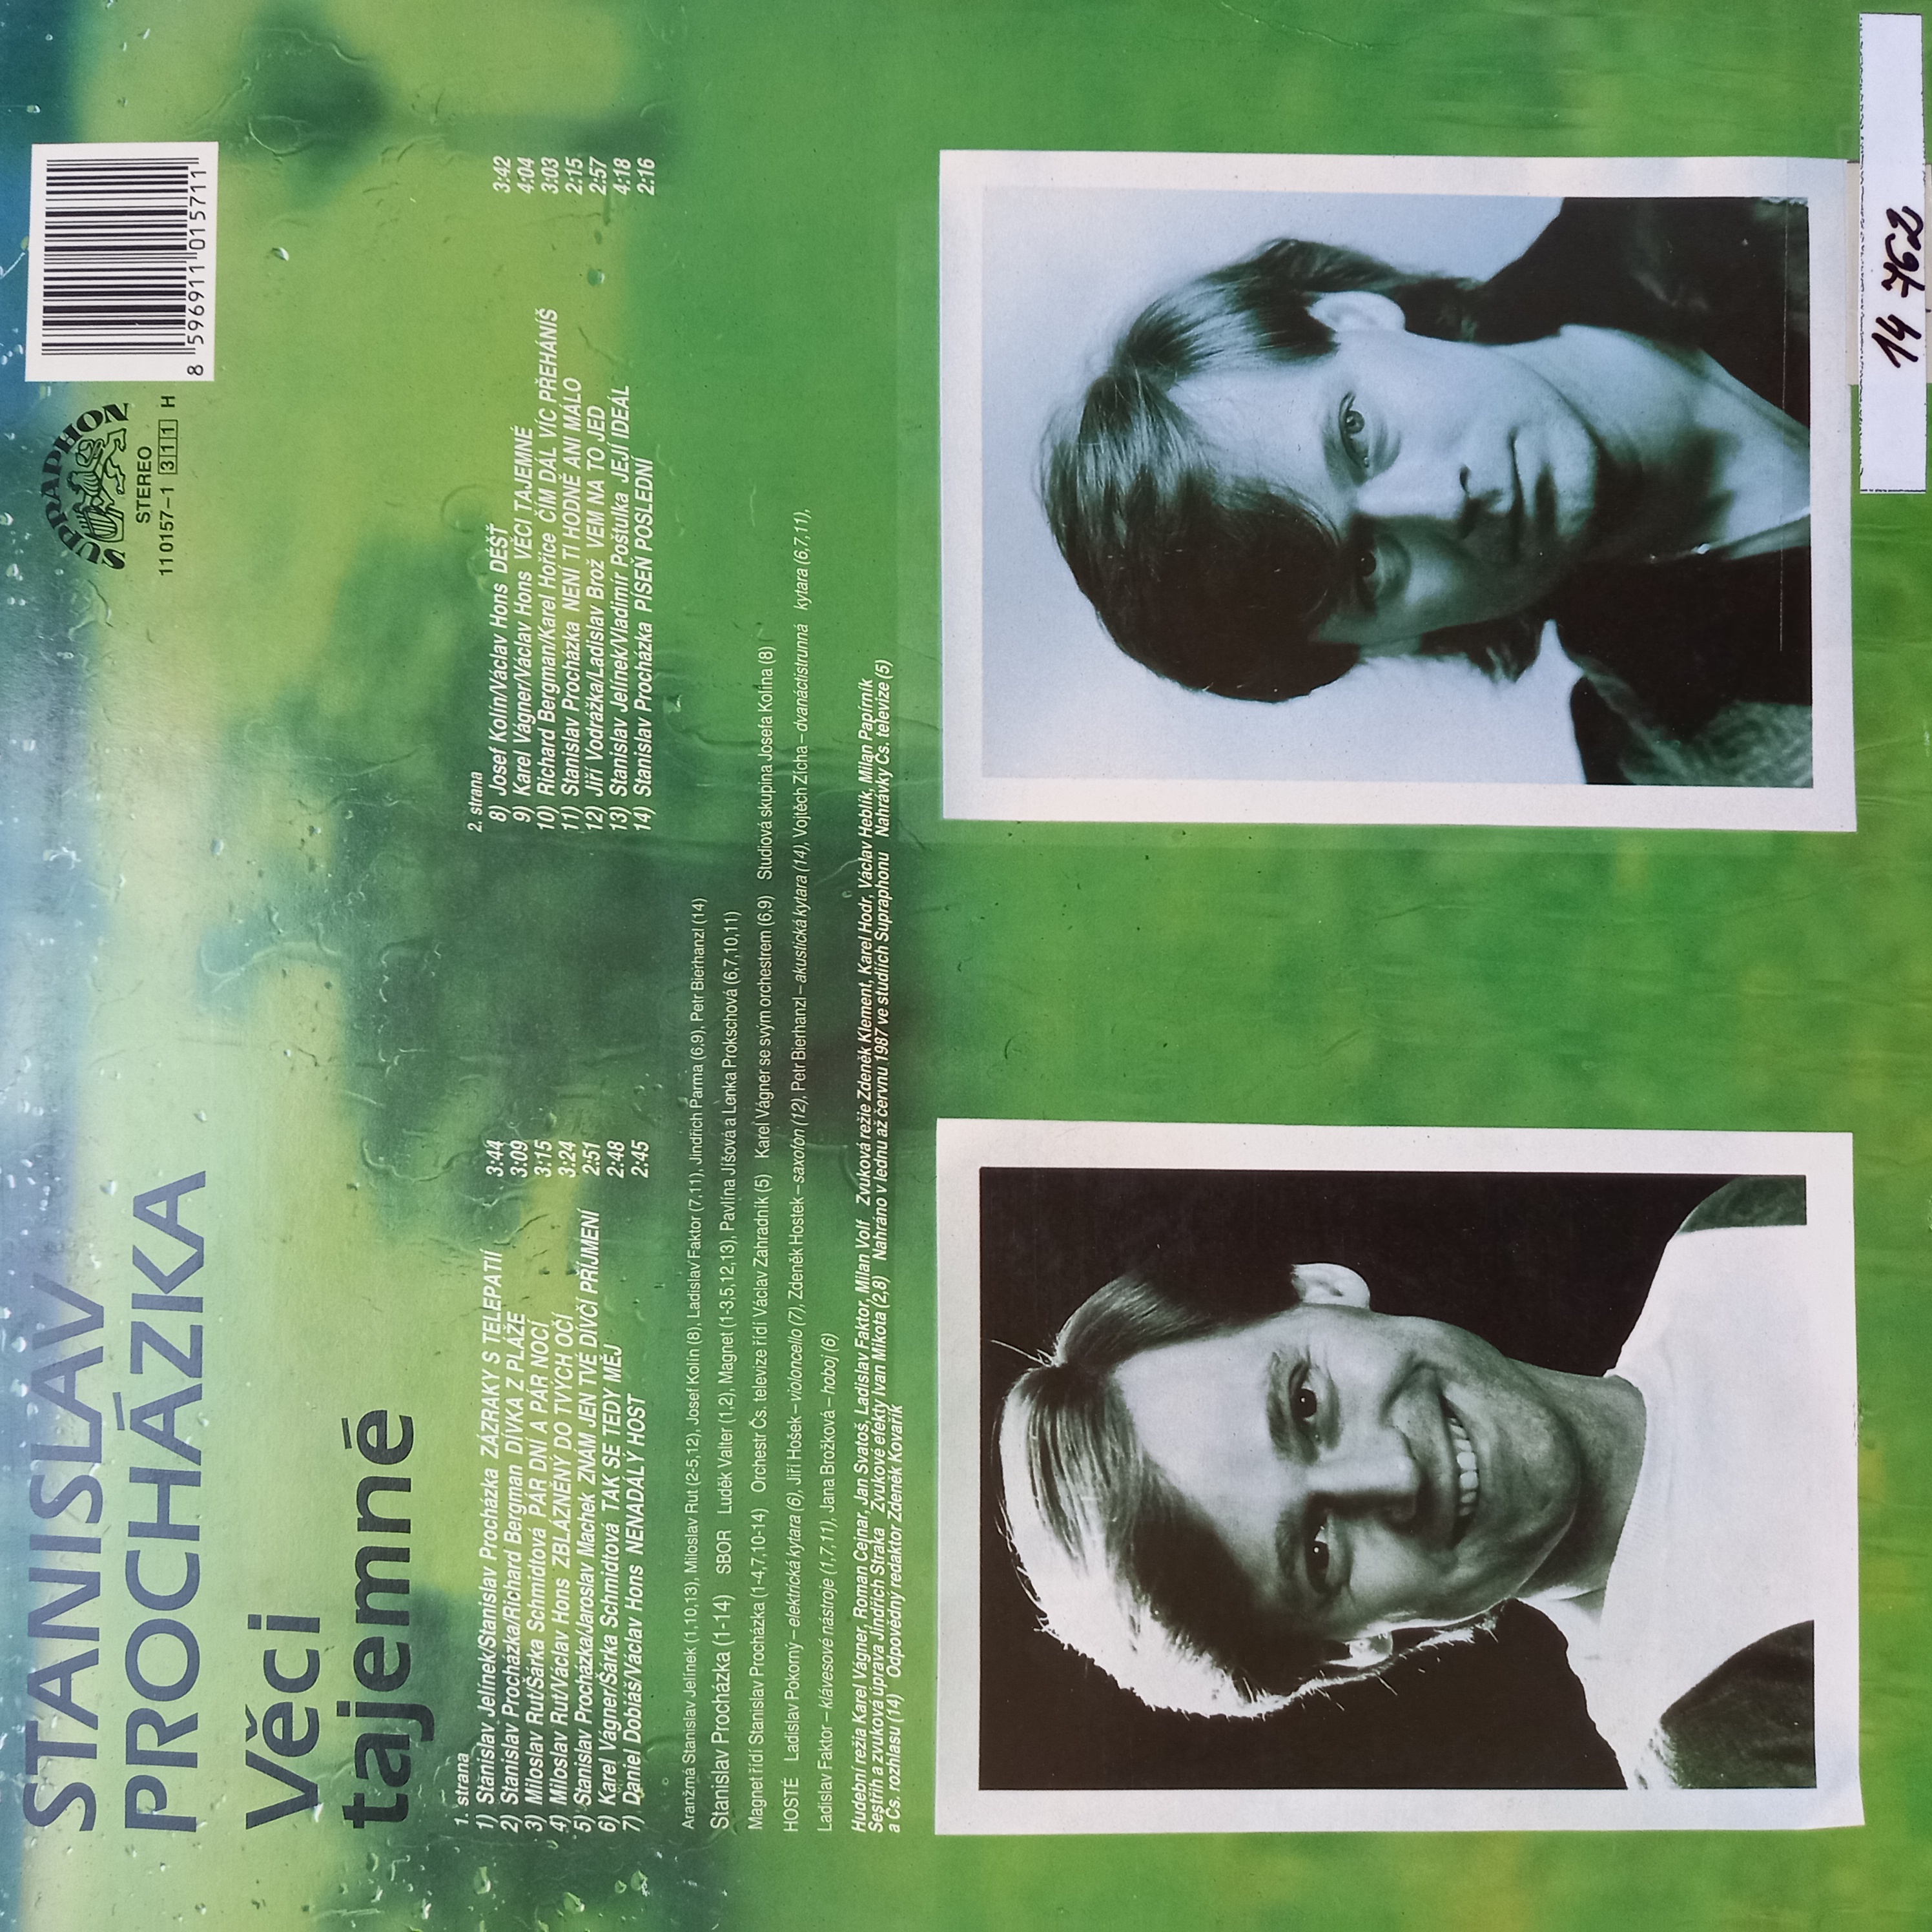 STANISLAV
PROCHÁZKA
Věci
tajemné
SUPRAPHON
STEREO
11 0157-1 311 H
8 596911 015711
1. strana
1) Stanislav Jelínek/Stanislav Procházka ZÁZRAKY S TELEPATIÍ 3:44
2) Stanislav Procházka/Richard Bergman DÍVKA Z PLÁŽE 3:09
3) Miloslav Rut/Šárka Schmidtová PÁR DNÍ A PÁR NOCÍ 3:15
4) Miloslav Rut/Václav Hons ZBLÁZNĚNÝ DO TVÝCH OČÍ 3:24
5) Stanislav Procházka/Jaroslav Machek ZNÁM JEN TVÉ DÍVČÍ PŘÍJMENÍ 2:51
6) Karel Vágner/Šárka Schmidtová TAK SE TEDY MĚJ 2:48
7) Daniel Dobiáš/Václav Hons NENADÁLÝ HOST 2:45
2. strana
8) Josef Kolín/Václav Hons DÉŠŤ 3:42
9) Karel Vágner/Václav Hons VĚCI TAJEMNÉ 4:04
10) Richard Bergman/Karel Hořice ČÍM DÁL VÍC PŘEHÁNÍŠ 3:03
11) Stanislav Procházka NENÍ TI HODNĚ ANI MÁLO 2:15
12) Jiří Vodrážka/Ladislav Brož VEM NA TO JED 2:57
13) Stanislav Jelínek/Vladimír Poštulka JEJÍ IDEÁL 4:18
14) Stanislav Procházka PÍSEŇ POSLEDNÍ 2:16
Aranžmá Stanislav Jelínek (1,10,13), Miloslav Rut (2-5,12), Josef Kolín (8), Ladislav Faktor (7,11), Jindřich Parma (6,9), Petr Bierhanzl (14)
Stanislav Procházka (1-14) SBOR Luděk Valter (1,2), Magnet (1-3,5,12,13), Pavlína Jíšová a Lenka Prokschová (6,7,10,11)
Magnet řídí Stanislav Procházka (1-4,7,10-14) Orchestr Čs. televize řídí Václav Zahradník (5) Karel Vágner se svým orchestrem (6,9) Studiová skupina Josefa Kolína (8)
HOSTÉ Ladislav Pokorný – elektrická kytara (6), Jiří Hošek – violoncello (7), Zdeněk Hostek – saxofon (12), Petr Bierhanzl – akustická kytara (14), Vojtěch Zícha – dvanáctistrunná kytara (6,7,11),
Ladislav Faktor – klávesové nástroje (1,7,11), Jana Brožková – hoboj (6)
Hudební režia Karel Vágner, Roman Cejnar, Jan Svatoš, Ladislav Faktor, Milan Volf Zvuková režie Zdeněk Klement, Karel Hodr, Václav Heblík, Milan Papírník
Sestřih a zvuková úprava Jindřich Straka Zvukové efekty Ivan Mikota (2,8) Nahráno v lednu až červnu 1987 ve studiích Supraphonu Nahrávky Čs. televize (5)
a Čs. rozhlasu (14) Odpovědný redaktor Zdeněk Kovařík
14 762